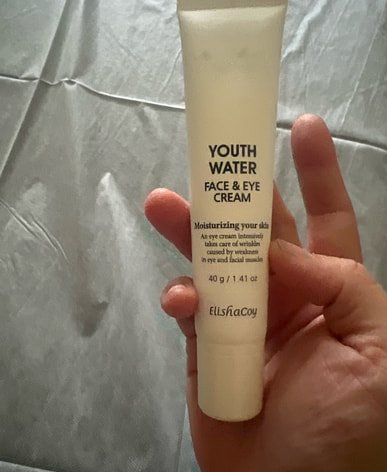 YOUTH
WATER
FACE & EYE
CREAM
Moisturizing your skin
An eye cream intensively
takes care of wrinkles
caused by weakness
in eye and facial muscles
40 g / 1.41 oz
ElishaCoy